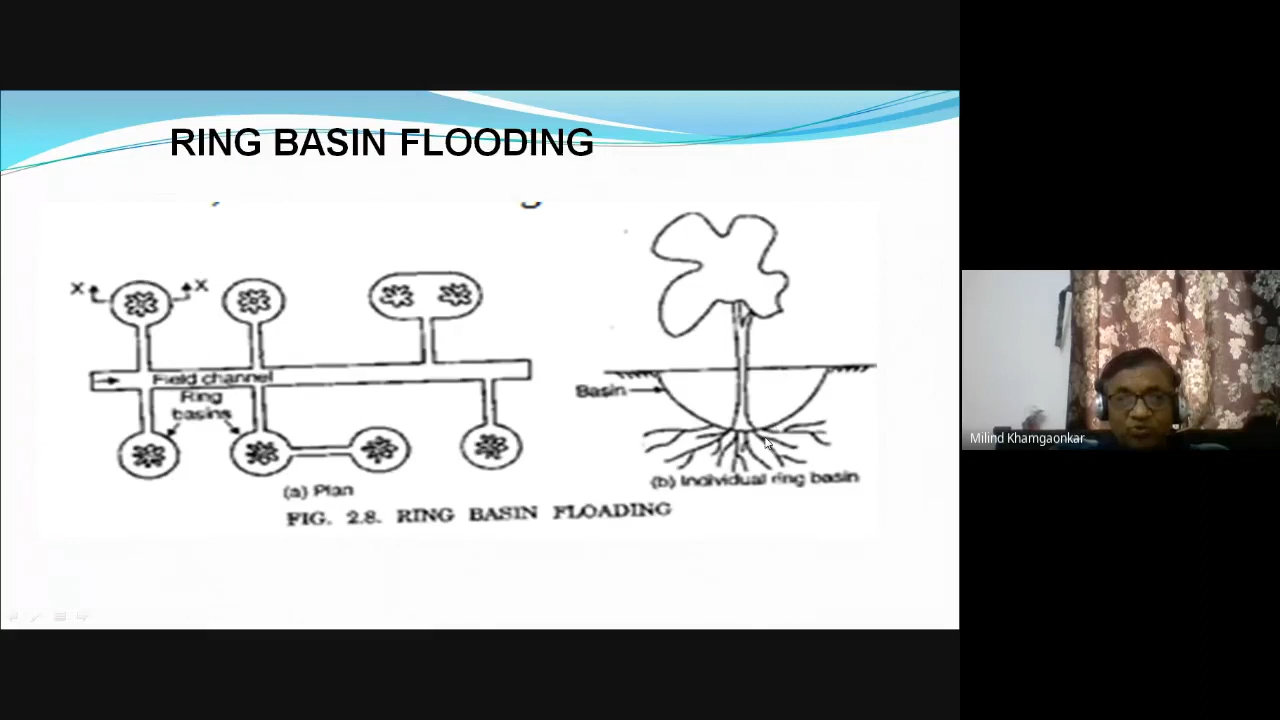 RING BASIN FLOODING
X
X
Field channel
Ring
basins
Basin
(a) Plan
(b) Individual ring basin
FIG. 2.8. RING BASIN FLOADING
Milind Khamgaonkar